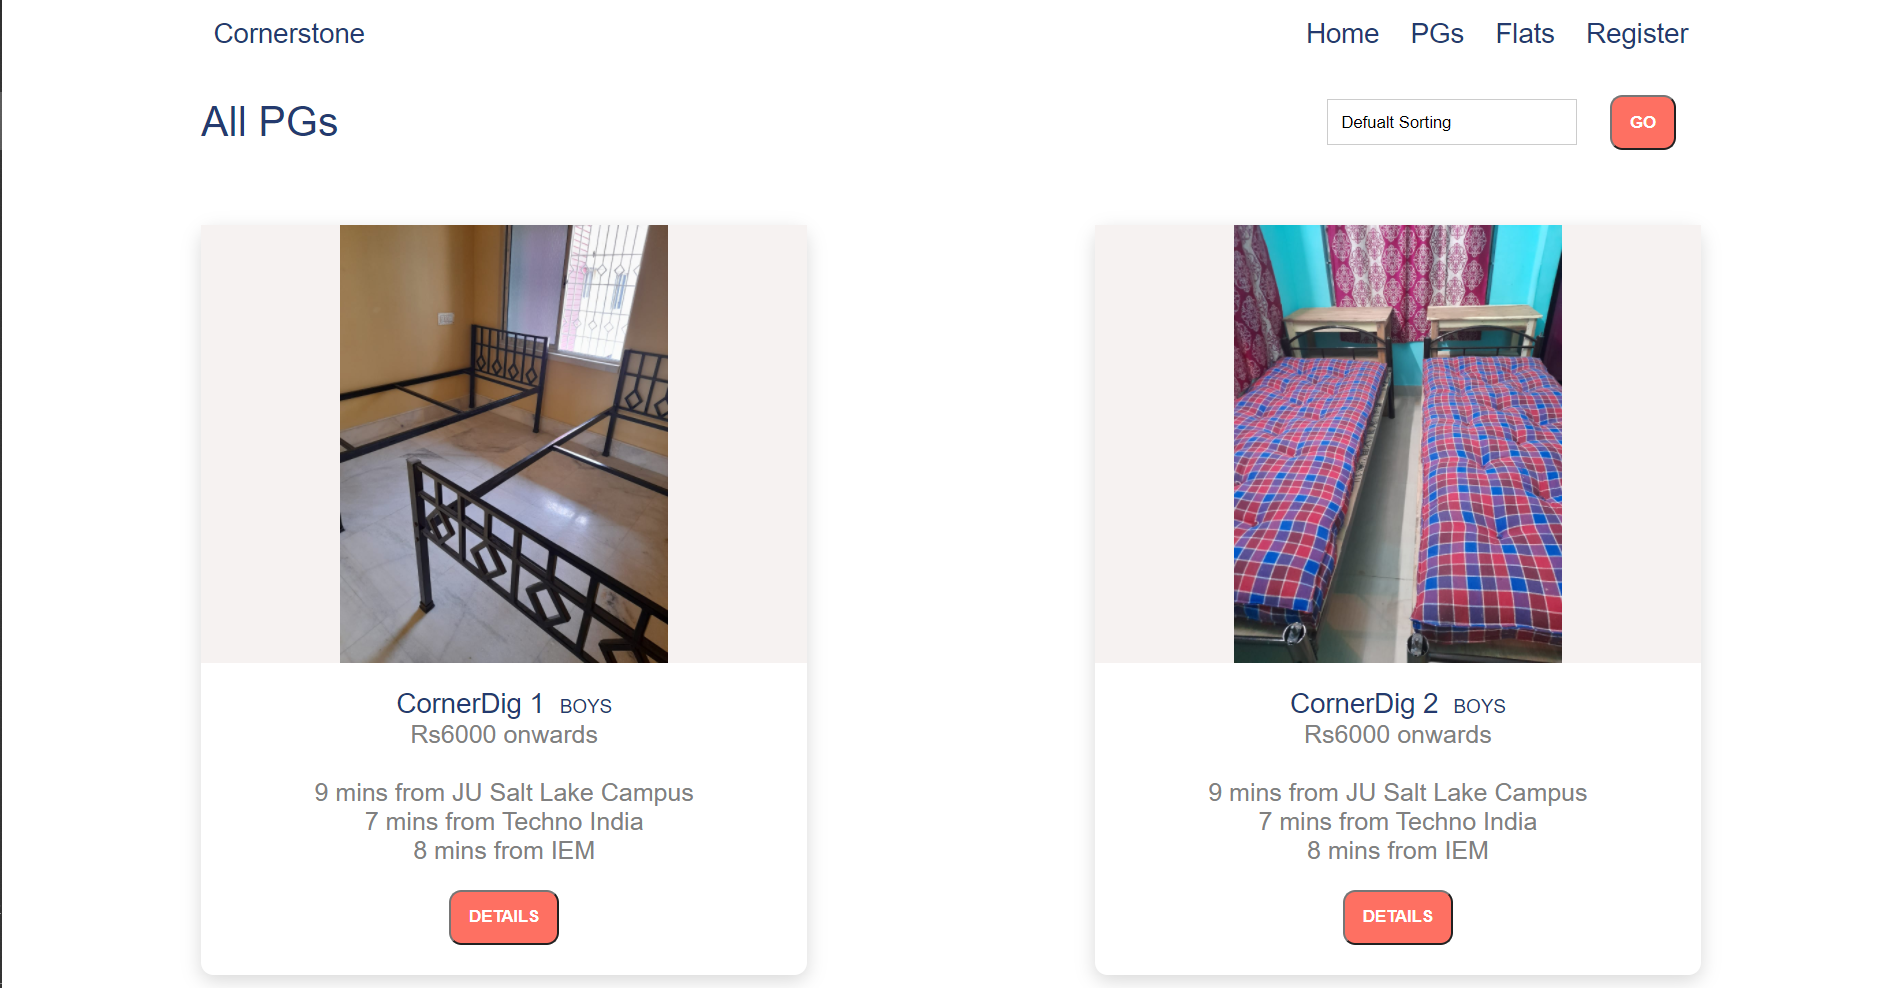 Cornerstone
Home PGs Flats Register
All PGs
Defualt Sorting
GO
CornerDig 1 BOYS
Rs6000 onwards
9 mins from JU Salt Lake Campus
7 mins from Techno India
8 mins from IEM
DETAILS
CornerDig 2 BOYS
Rs6000 onwards
9 mins from JU Salt Lake Campus
7 mins from Techno India
8 mins from IEM
DETAILS